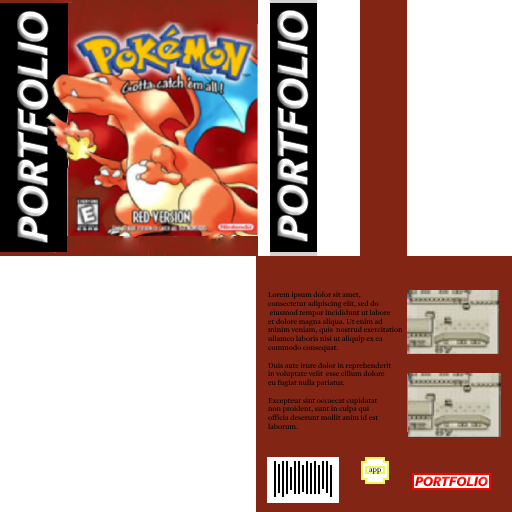 PORTFOLIO
POKéMON
Gotta catch 'em all!
E
RED VERSION
Nintendo
PORTFOLIO
Lorem ipsum dolor sit amet,
consectetur adipiscing elit, sed do
eiusmod tempor incididunt ut labore
et dolore magna aliqua. Ut enim ad
minim veniam, quis nostrud exercitation
ullamco laboris nisi ut aliquip ex ea
commodo consequat.
Duis aute irure dolor in reprehenderit
in voluptate velit esse cillum dolore
eu fugiat nulla pariatur.
Excepteur sint occaecat cupidatat
non proident, sunt in culpa qui
officia deserunt mollit anim id est
laborum.
app
PORTFOLIO